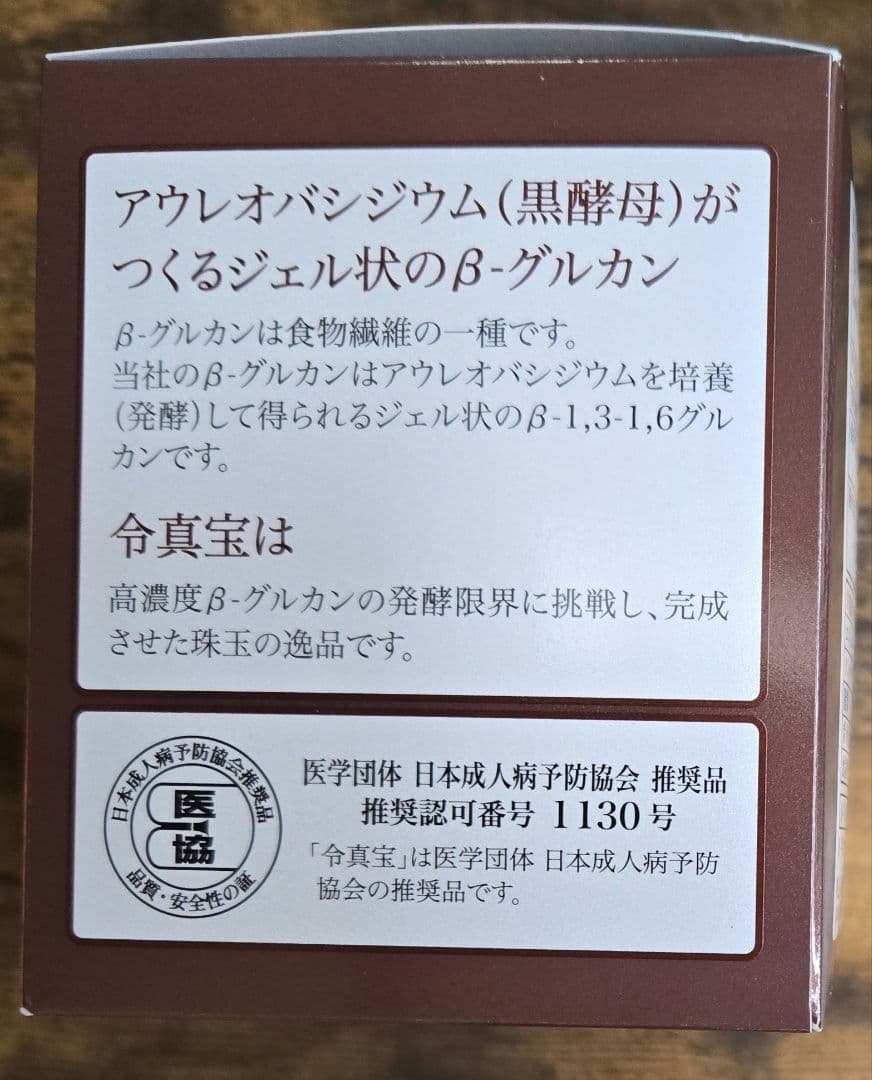 アウレオバシジウム(黒酵母)が
つくるジェル状のβ-グルカン
β-グルカンは食物繊維の一種です。
当社のβ-グルカンはアウレオバシジウムを培養
(発酵)して得られるジェル状のβ-1,3-1,6グル
カンです。
令真宝は
高濃度β-グルカンの発酵限界に挑戦し、完成
させた珠玉の逸品です。
日本成人病予防協会推奨品
医
協
品質・安全性の証
医学団体 日本成人病予防協会 推奨品
推奨認可番号 1130号
「令真宝」は医学団体 日本成人病予防
協会の推奨品です。